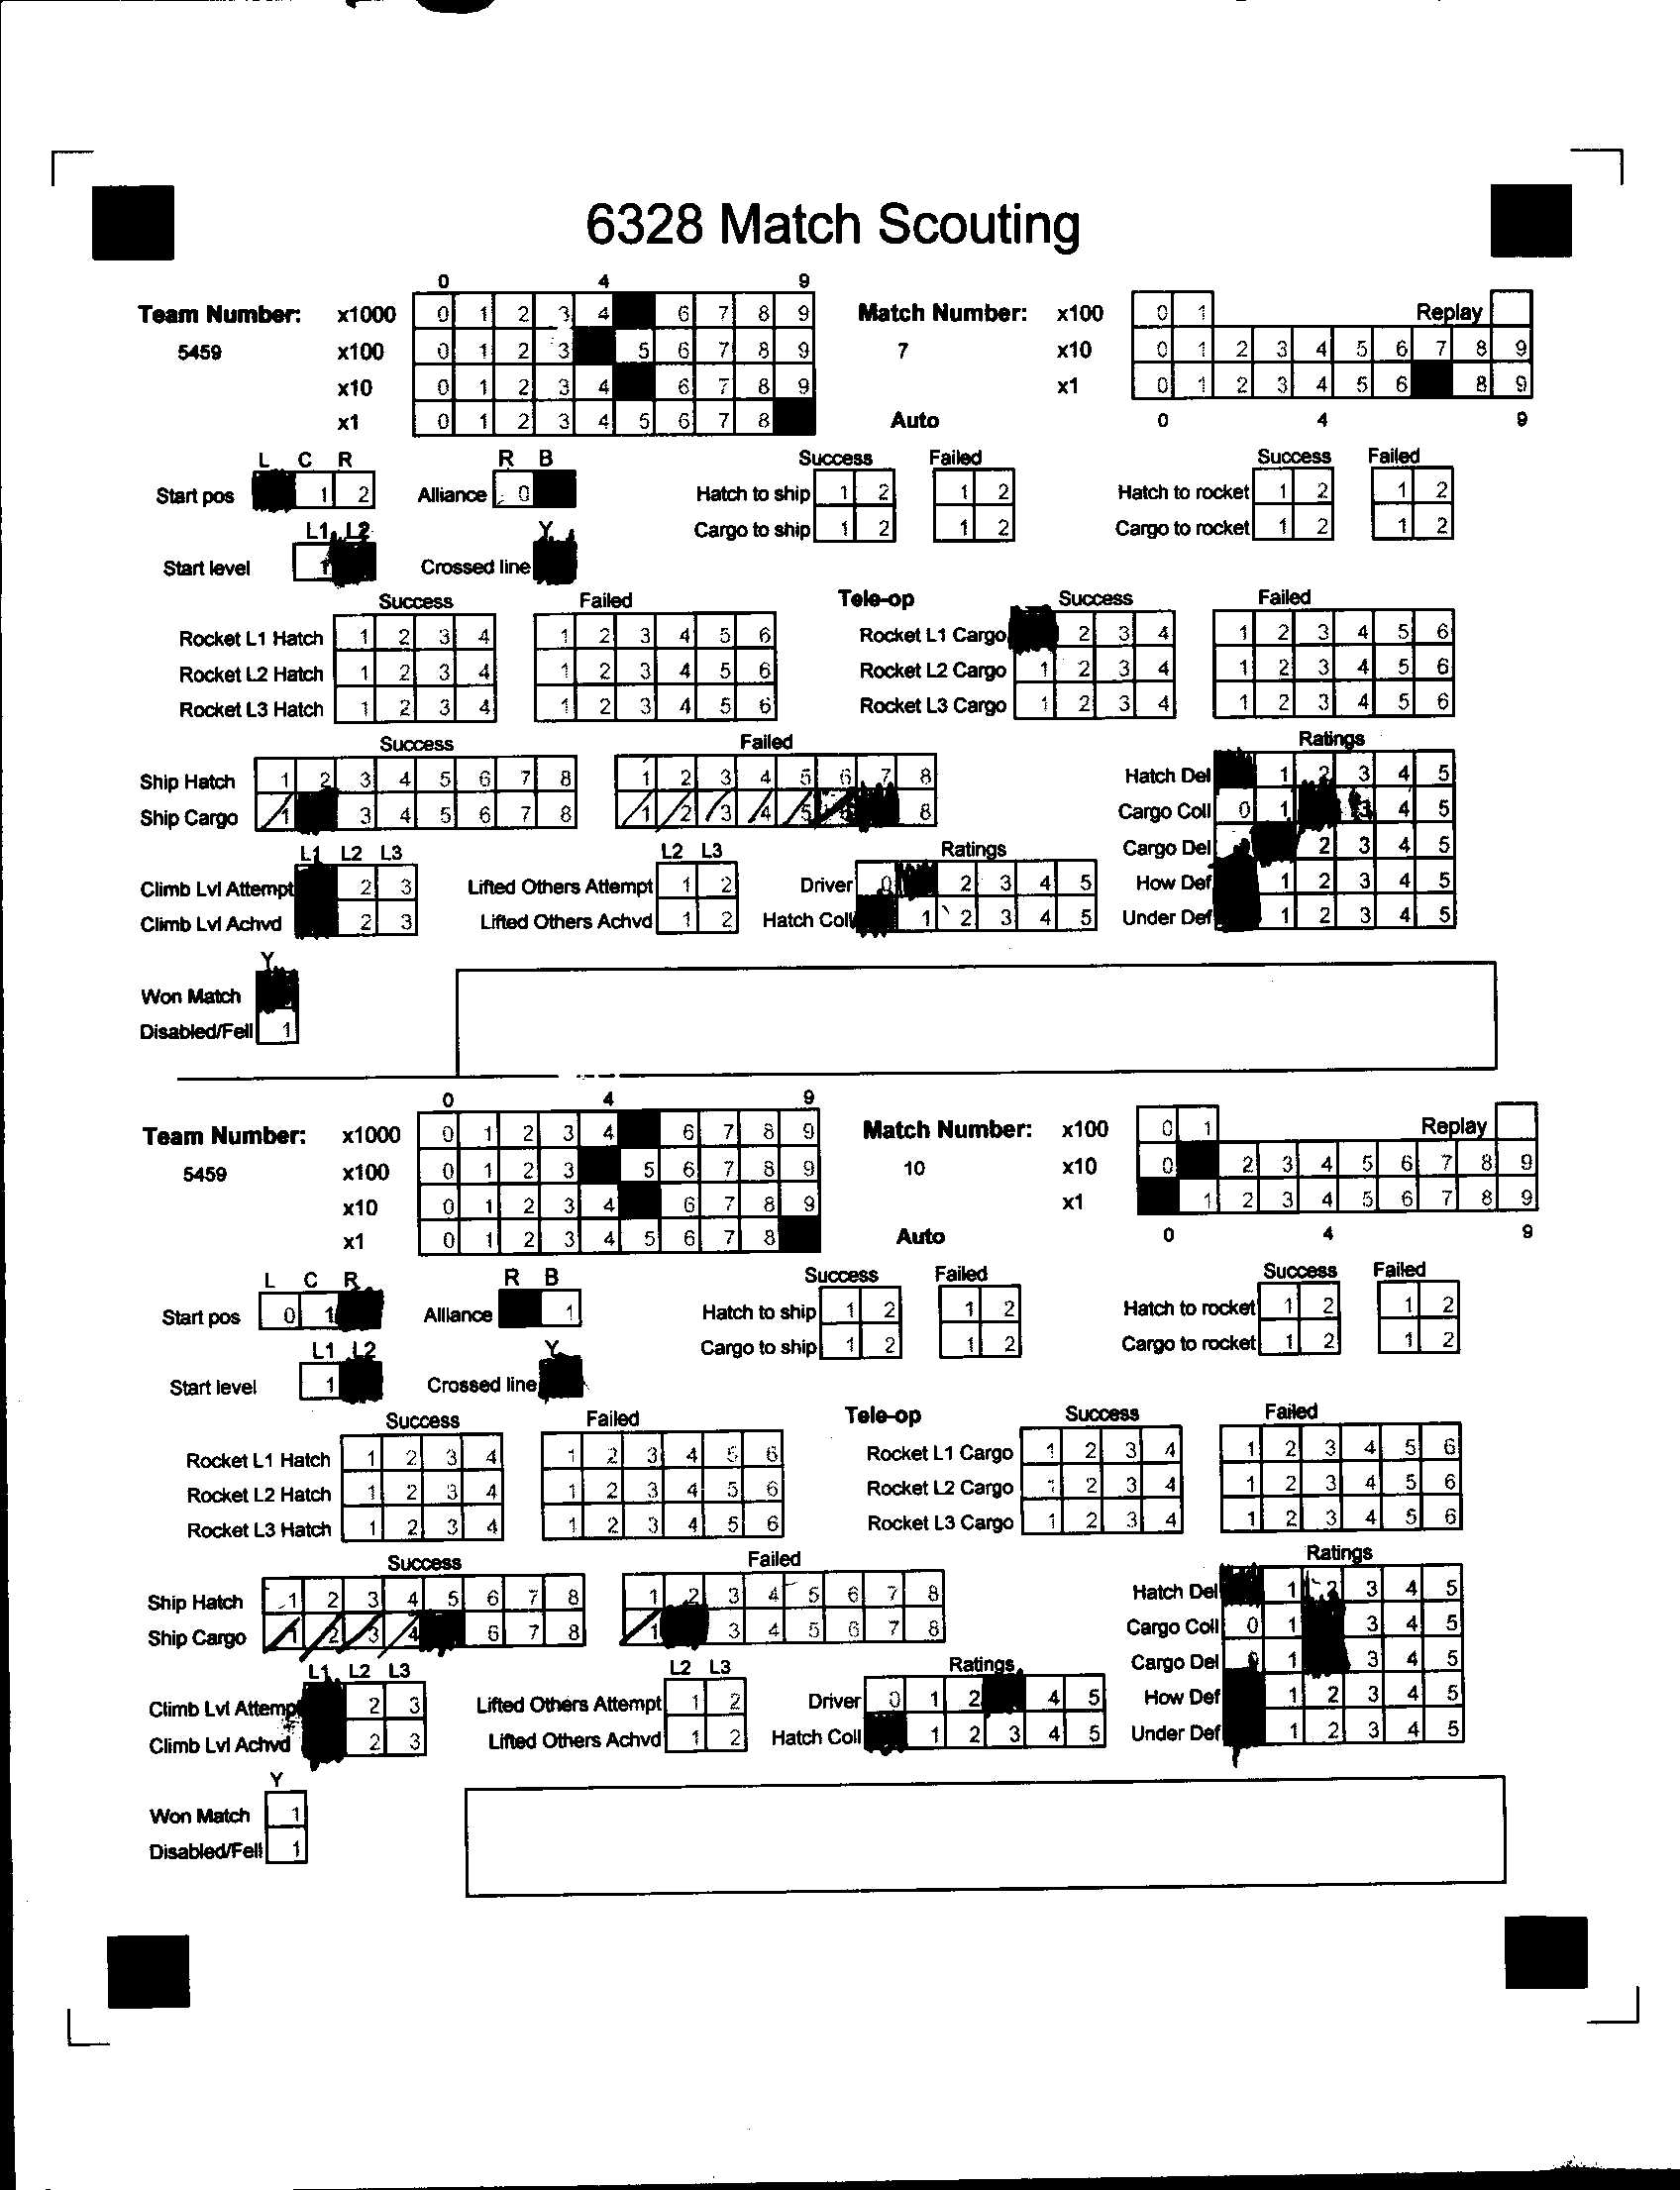 6328 Match Scouting
0 4 9
Team Number: x1000 0 1 2 3 4 6 7 8 9 Match Number: x100 0 1 Replay
5459 x100 0 1 2 3 5 6 7 8 9 7 x10 0 1 2 3 4 5 6 7 8 9
x10 0 1 2 3 4 6 7 8 9 x1 0 1 2 3 4 5 6 8 9
x1 0 1 2 3 4 5 6 7 8 Auto 0 4 9
L C R R B Success Failed Success Failed
Start pos 1 2 Alliance 0 Hatch to ship 1 2 1 2 Hatch to rocket 1 2 1 2
L1 L2 Y Cargo to ship 1 2 1 2 Cargo to rocket 1 2 1 2
Start level 1 Crossed line
Success Failed Tele-op Success Failed
Rocket L1 Hatch 1 2 3 4 1 2 3 4 5 6 Rocket L1 Cargo 2 3 4 1 2 3 4 5 6
Rocket L2 Hatch 1 2 3 4 1 2 3 4 5 6 Rocket L2 Cargo 1 2 3 4 1 2 3 4 5 6
Rocket L3 Hatch 1 2 3 4 1 2 3 4 5 6 Rocket L3 Cargo 1 2 3 4 1 2 3 4 5 6
Success Failed Ratings
Ship Hatch 1 2 3 4 5 6 7 8 1 2 3 4 5 6 7 8 Hatch Del 1 2 3 4 5
Ship Cargo 1 3 4 5 6 7 8 1 2 3 4 5 8 Cargo Coll 0 1 3 4 5
L1 L2 L3 L2 L3 Ratings Cargo Del 2 3 4 5
Climb Lvl Attempt 2 3 Lifted Others Attempt 1 2 Driver 0 2 3 4 5 How Def 1 2 3 4 5
Climb Lvl Achvd 2 3 Lifted Others Achvd 1 2 Hatch Coll 1 2 3 4 5 Under Def 1 2 3 4 5
Y
Won Match
Disabled/Fell 1
0 4 9
Team Number: x1000 0 1 2 3 4 6 7 8 9 Match Number: x100 0 1 Replay
5459 x100 0 1 2 3 5 6 7 8 9 10 x10 0 2 3 4 5 6 7 8 9
x10 0 1 2 3 4 6 7 8 9 x1 1 2 3 4 5 6 7 8 9
x1 0 1 2 3 4 5 6 7 8 Auto 0 4 9
L C R R B Success Failed Success Failed
Start pos 0 1 Alliance 1 Hatch to ship 1 2 1 2 Hatch to rocket 1 2 1 2
L1 L2 Y Cargo to ship 1 2 1 2 Cargo to rocket 1 2 1 2
Start level 1 Crossed line
Success Failed Tele-op Success Failed
Rocket L1 Hatch 1 2 3 4 1 2 3 4 5 6 Rocket L1 Cargo 1 2 3 4 1 2 3 4 5 6
Rocket L2 Hatch 1 2 3 4 1 2 3 4 5 6 Rocket L2 Cargo 1 2 3 4 1 2 3 4 5 6
Rocket L3 Hatch 1 2 3 4 1 2 3 4 5 6 Rocket L3 Cargo 1 2 3 4 1 2 3 4 5 6
Success Failed Ratings
Ship Hatch 1 2 3 4 5 6 7 8 1 2 3 4 5 6 7 8 Hatch Del 1 2 3 4 5
Ship Cargo 1 2 3 4 6 7 8 1 3 4 5 6 7 8 Cargo Coll 0 1 3 4 5
L1 L2 L3 L2 L3 Ratings Cargo Del 0 1 3 4 5
Climb Lvl Attempt 2 3 Lifted Others Attempt 1 2 Driver 0 1 2 4 5 How Def 1 2 3 4 5
Climb Lvl Achvd 2 3 Lifted Others Achvd 1 2 Hatch Coll 1 2 3 4 5 Under Def 1 2 3 4 5
Y
Won Match 1
Disabled/Fell 1